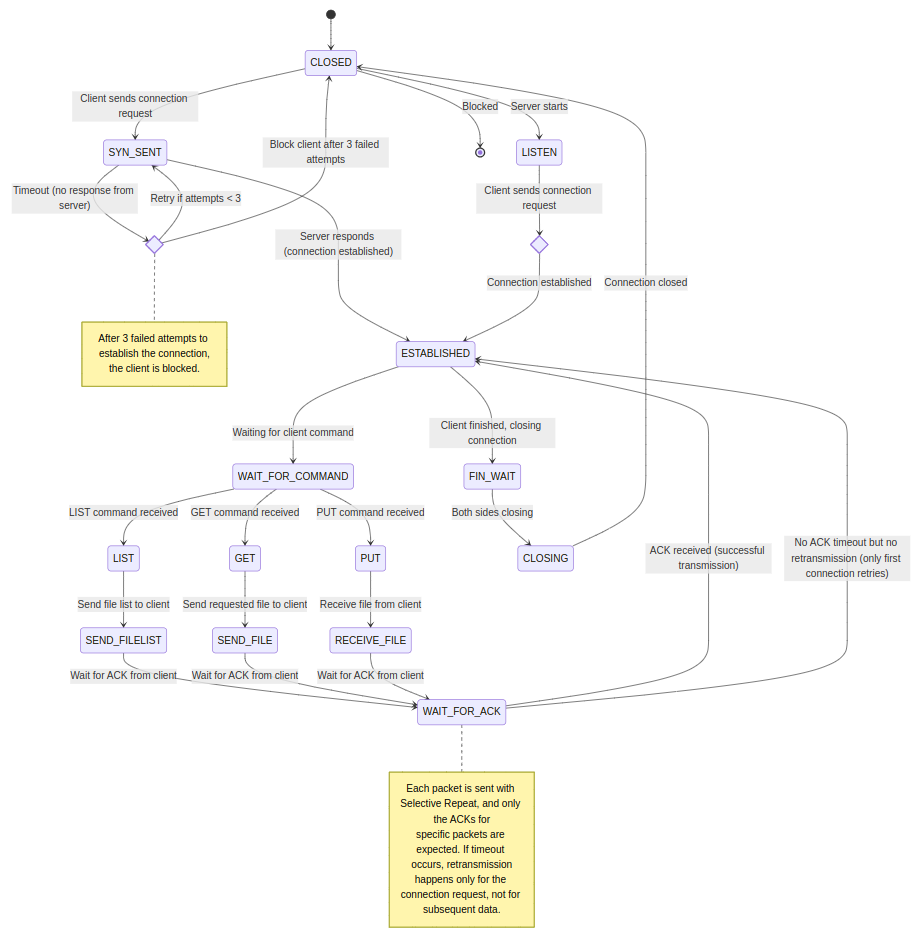 CLOSED
Client sends connection
request
Blocked
Server starts
Block client after 3 failed
attempts
SYN_SENT
LISTEN
Timeout (no response from
server)
Retry if attempts < 3
Client sends connection
request
Server responds
(connection established)
Connection established
Connection closed
After 3 failed attempts to
establish the connection,
the client is blocked.
ESTABLISHED
Waiting for client command
Client finished, closing
connection
WAIT_FOR_COMMAND
FIN_WAIT
LIST command received
GET command received
PUT command received
Both sides closing
LIST
GET
PUT
CLOSING
ACK received (successful
transmission)
No ACK timeout but no
retransmission (only first
connection retries)
Send file list to client
Send requested file to client
Receive file from client
SEND_FILELIST
SEND_FILE
RECEIVE_FILE
Wait for ACK from client
Wait for ACK from client
Wait for ACK from client
WAIT_FOR_ACK
Each packet is sent with
Selective Repeat, and only
the ACKs for
specific packets are
expected. If timeout
occurs, retransmission
happens only for the
connection request, not for
subsequent data.